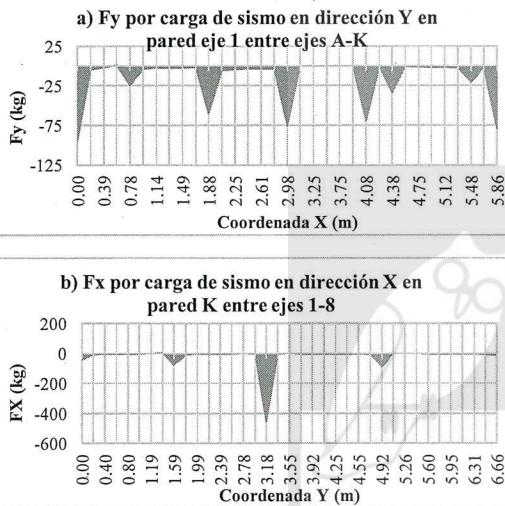 a) Fy por carga de sismo en dirección Y en
pared eje 1 entre ejes A-K
25
-25
-75
-125
Fy (kg)
0.00 0.39 0.78 1.14 1.49 1.88 2.25 2.61 2.98 3.25 3.75 4.08 4.38 4.75 5.12 5.48 5.86
Coordenada X (m)
b) Fx por carga de sismo en dirección X en
pared K entre ejes 1-8
200
0
-200
-400
-600
FX (kg)
0.00 0.40 0.80 1.19 1.59 1.99 2.39 2.78 3.18 3.55 3.92 4.25 4.55 4.92 5.26 5.60 5.95 6.31 6.66
Coordenada Y (m)